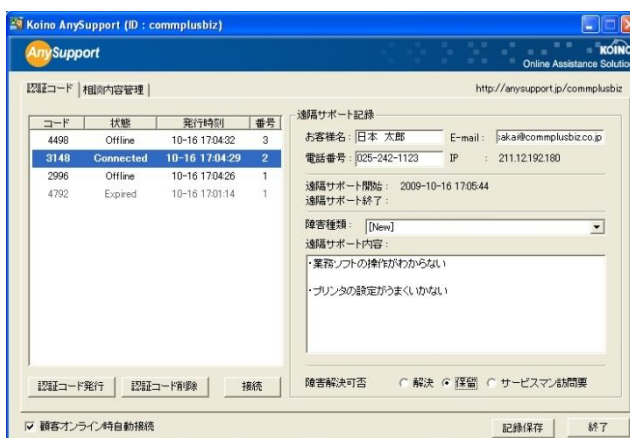 Koino AnySupport (ID : commplusbiz)
AnySupport
KOINO
Online Assistance Solution
認証コード
相談内容管理
http://anysupport.jp/commplusbiz
コード 状態 発行時刻 番号
4498 Offline 10-16 17:04:32 3
3148 Connected 10-16 17:04:29 2
2996 Offline 10-16 17:04:26 1
4792 Expired 10-16 17:01:14 1
認証コード発行 認証コード削除 接続
遠隔サポート記録
お客様名 : 日本 太郎 E-mail : sakai@commplusbiz.co.jp
電話番号 : 025-242-1123 IP : 211.12.192.180
遠隔サポート開始 : 2009-10-16 17:05:44
遠隔サポート終了 :
障害種類 : [New]
遠隔サポート内容 :
・業務ソフトの操作がわからない
・プリンタの設定がうまくいかない
障害解決可否 解決 保留 サービスマン訪問要
顧客オンライン時自動接続
記録保存 終了